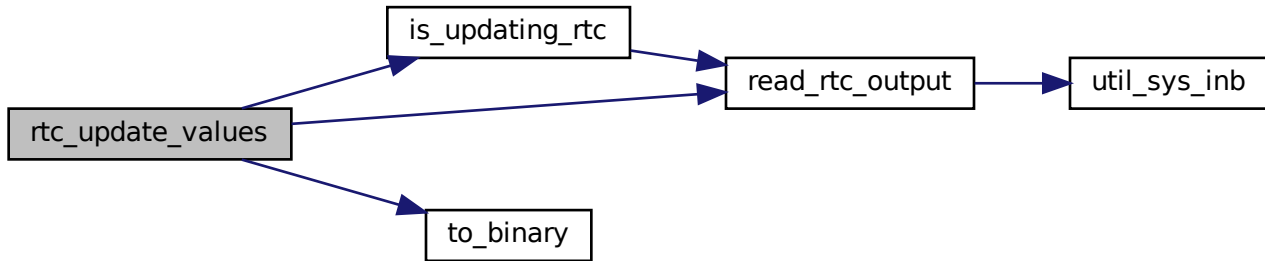 is_updating_rtc
read_rtc_output
util_sys_inb
rtc_update_values
to_binary